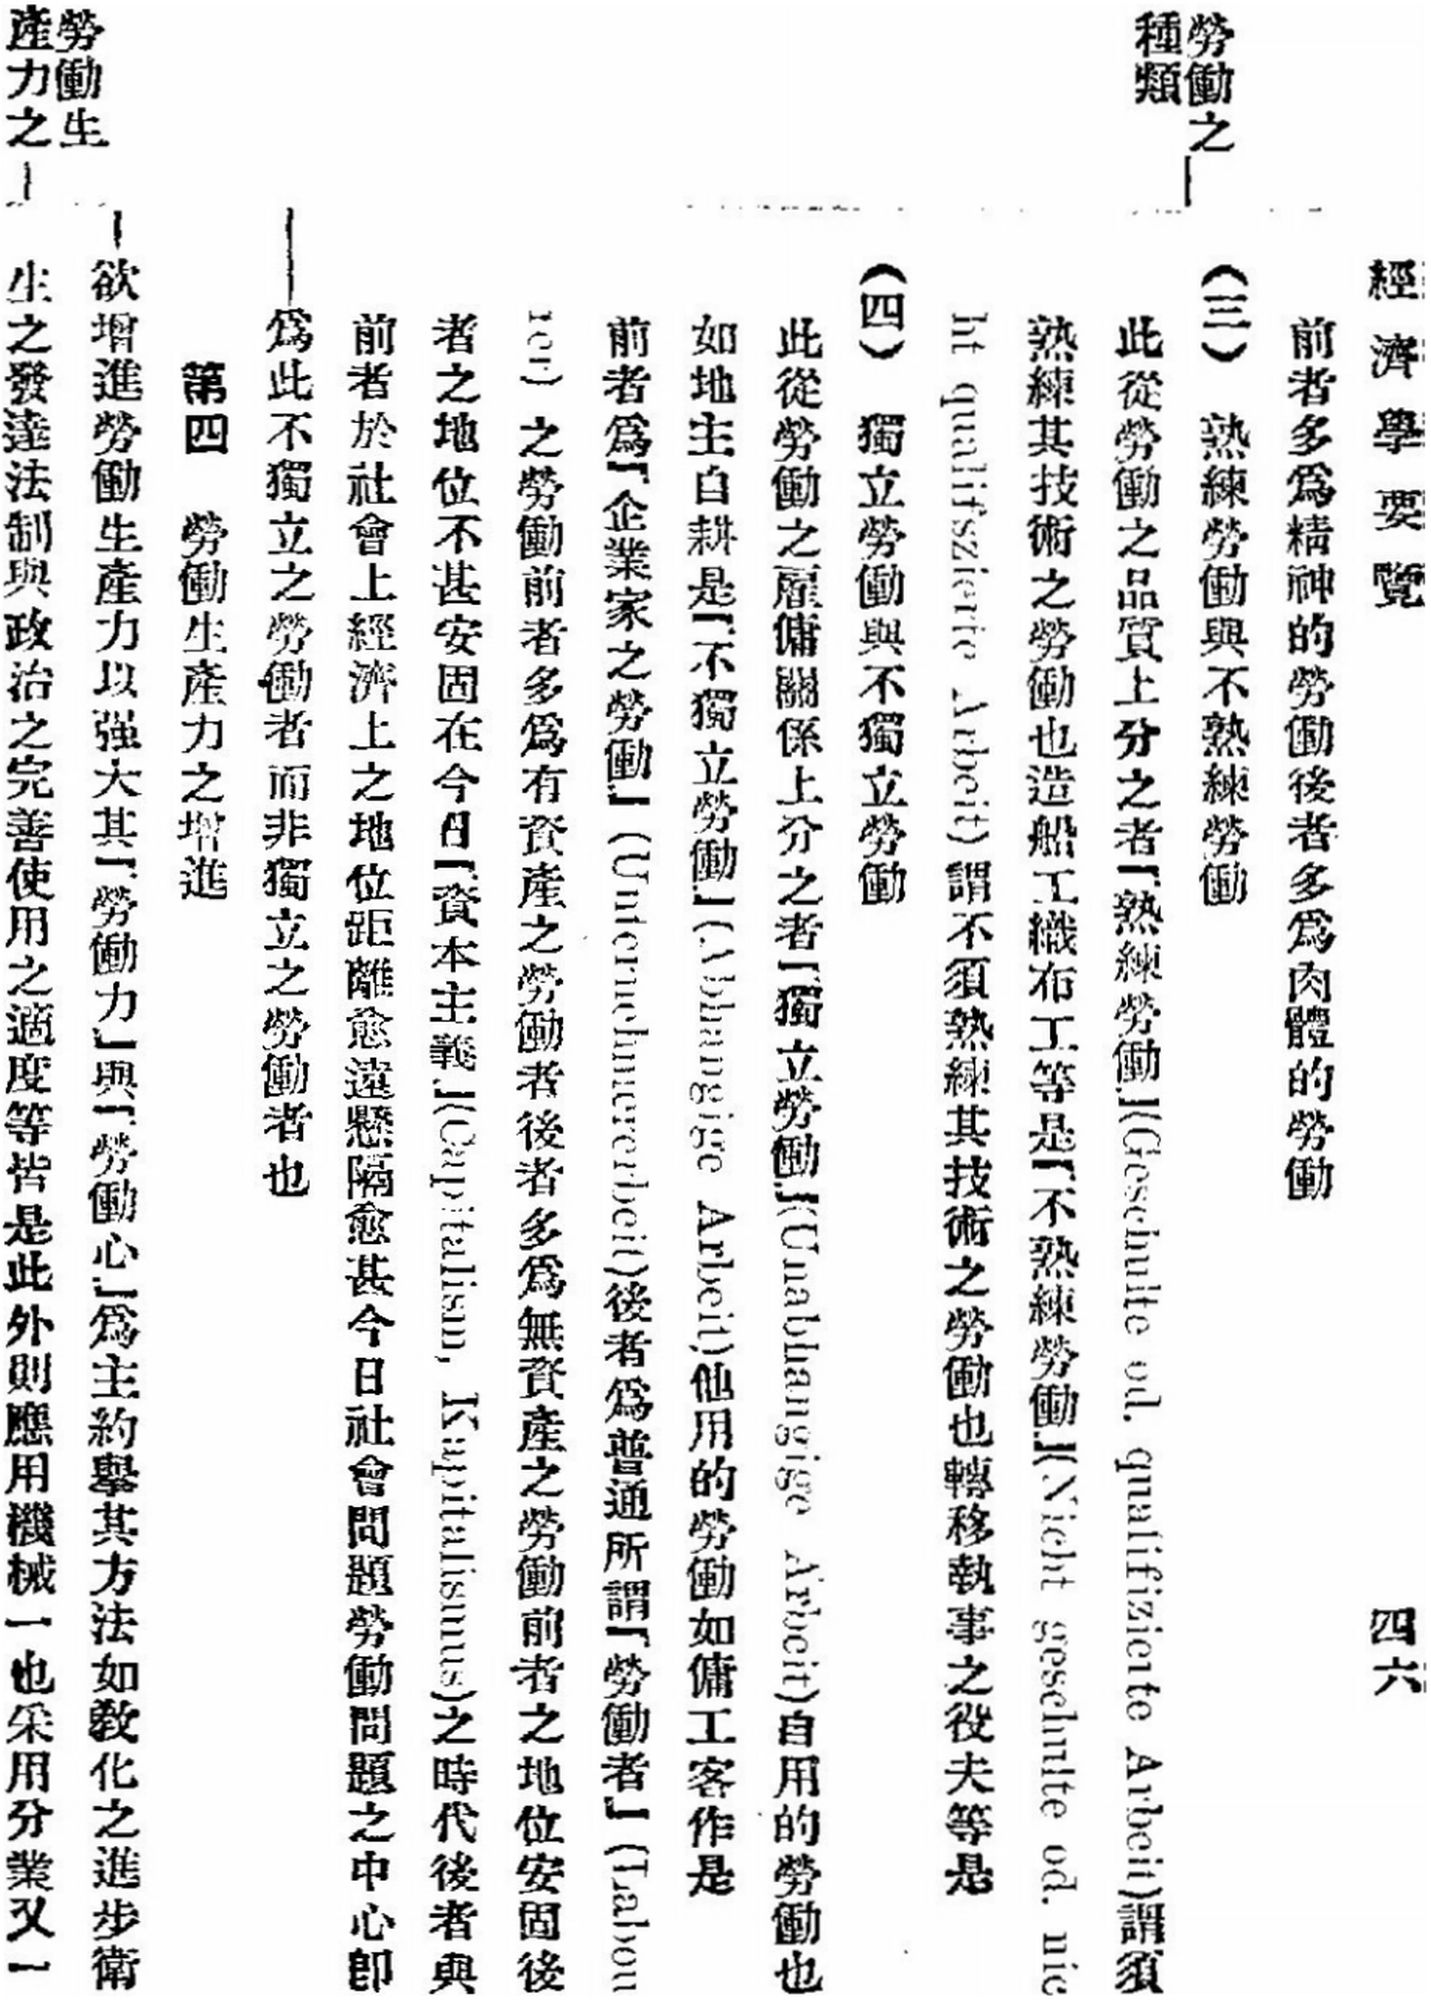 經濟學要覽
四六
勞働之
種類
前者多爲精神的勞働後者多爲肉體的勞働
（三）　熟練勞働與不熟練勞働
此從勞働之品質上分之者「熟練勞働」(Geschulte od. qualifizierte Arbeit)謂須
熟練其技術之勞働也造船工織布工等是「不熟練勞働」(Nicht geschulte od. nic
ht qualifszierte Arbeit)謂不須熟練其技術之勞働也轉移執事之役夫等是
（四）　獨立勞働與不獨立勞働
此從勞働之雇傭關係上分之者「獨立勞働」(Unabhangige Arbeit)自用的勞働也
如地主自耕是「不獨立勞働」(Abhangige Arbeit)他用的勞働如傭工客作是
前者爲「企業家之勞働」(Unternehmererbeit)後者爲普通所謂「勞働者」(Labou
rer)之勞働前者多爲有資產之勞働者後者多爲無資產之勞働前者之地位安固後
者之地位不甚安固在今日「資本主義」(Capitalism, Kapitalismus)之時代後者與
前者於社會上經濟上之地位距離愈遠懸隔愈甚今日社會問題勞働問題之中心卽
爲此不獨立之勞働者而非獨立之勞働者也
第四　勞働生產力之增進
勞働生
產力之
欲增進勞働生產力以强大其「勞働力」與「勞働心」爲主約舉其方法如敎化之進步衛
生之發達法制與政治之完善使用之適度等皆是此外則應用機械一也采用分業又一